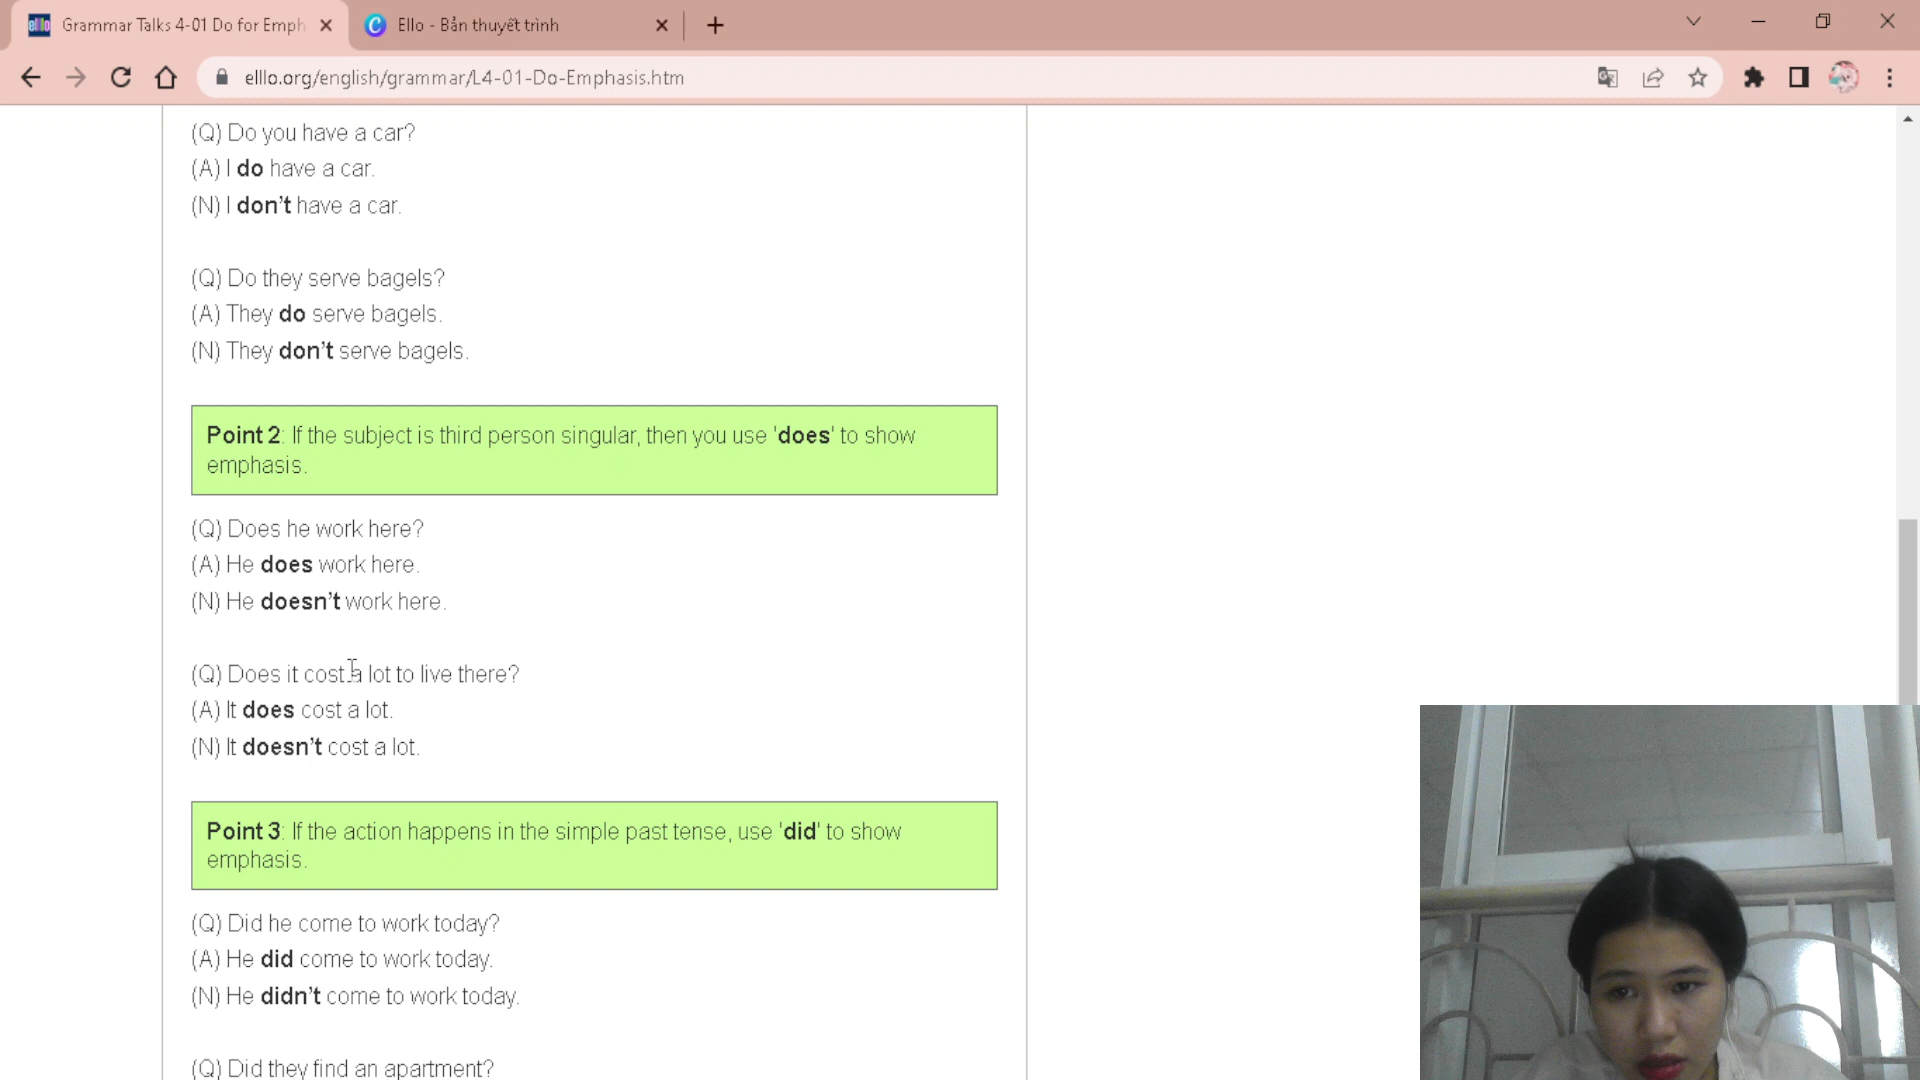 Grammar Talks 4-01 Do for Emph
Ello - Bản thuyết trình
elllo.org/english/grammar/L4-01-Do-Emphasis.htm
(Q) Do you have a car?
(A) I do have a car.
(N) I don’t have a car.
(Q) Do they serve bagels?
(A) They do serve bagels.
(N) They don’t serve bagels.
Point 2: If the subject is third person singular, then you use 'does' to show
emphasis.
(Q) Does he work here?
(A) He does work here.
(N) He doesn’t work here.
(Q) Does it cost a lot to live there?
(A) It does cost a lot.
(N) It doesn’t cost a lot.
Point 3: If the action happens in the simple past tense, use 'did' to show
emphasis.
(Q) Did he come to work today?
(A) He did come to work today.
(N) He didn’t come to work today.
(Q) Did they find an apartment?